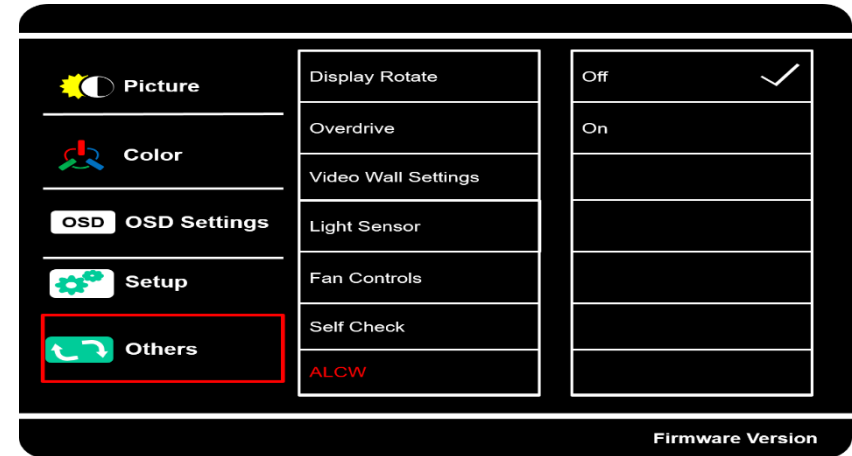 Picture
Color
OSD OSD Settings
Setup
Others
Display Rotate
Overdrive
Video Wall Settings
Light Sensor
Fan Controls
Self Check
ALCW
Off
On
Firmware Version